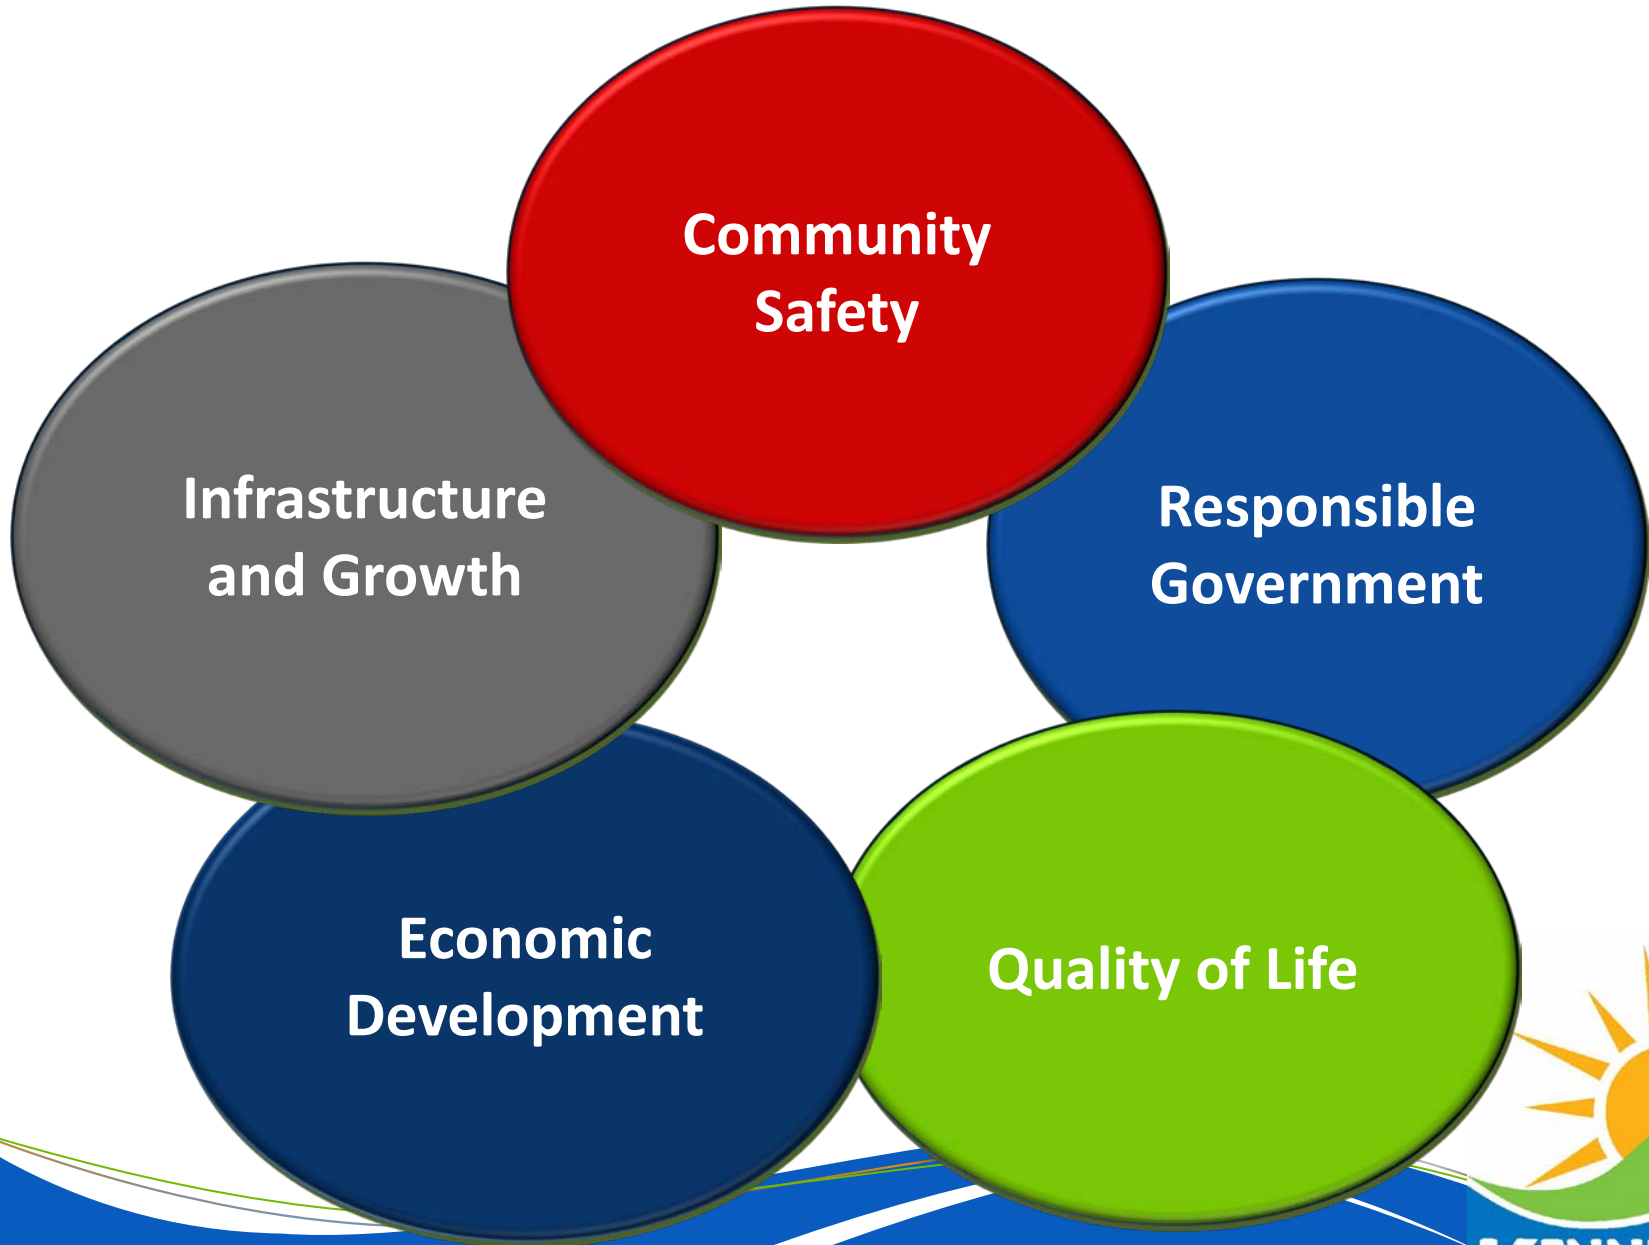 Community
Safety
Infrastructure
and Growth
Responsible
Government
Economic
Development
Quality of Life